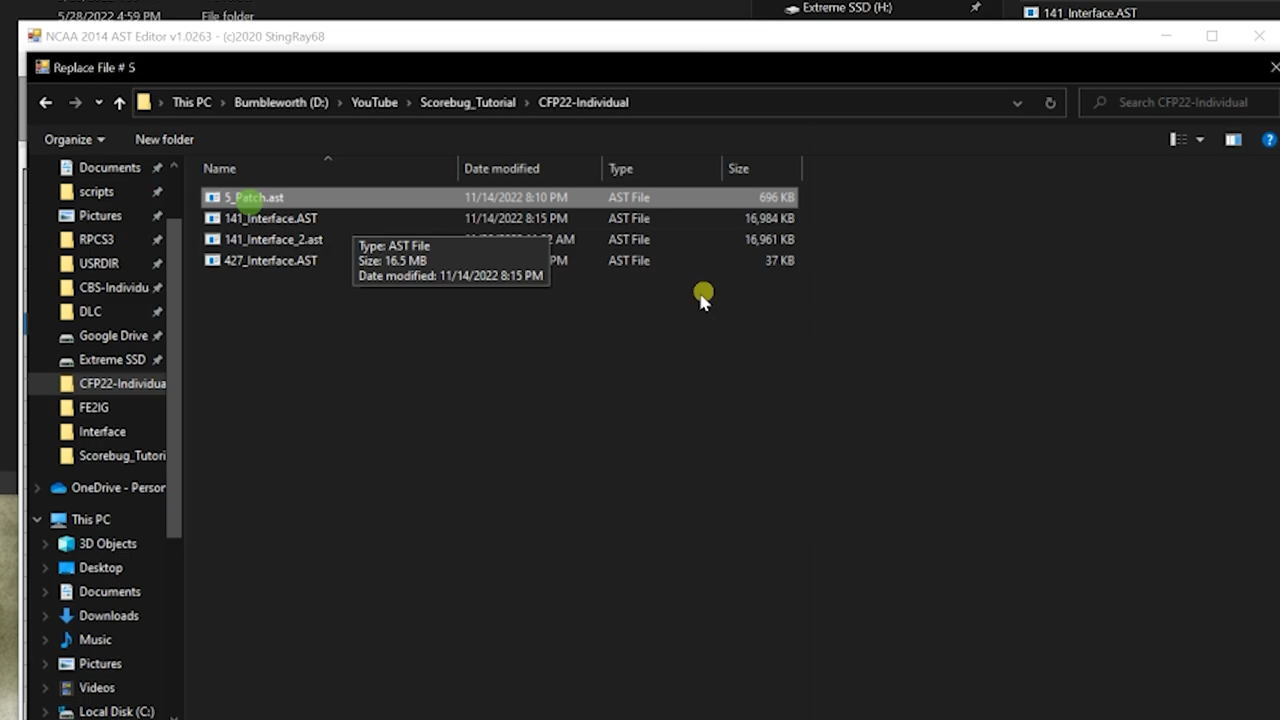 5/28/2022 4:59 PM File folder Extreme SSD (H:) 141_Interface.AST
NCAA 2014 AST Editor v1.0263 - (c)2020 StingRay68
Replace File # 5
This PC > Bumbleworth (D:) > YouTube > Scorebug_Tutorial > CFP22-Individual Search CFP22-Individual
Organize New folder
Name Date modified Type Size
5_Patch.ast 11/14/2022 8:10 PM AST File 696 KB
141_Interface.AST 11/14/2022 8:15 PM AST File 16,984 KB
141_Interface_2.ast AM AST File 16,961 KB
427_Interface.AST PM AST File 37 KB
Type: AST File
Size: 16.5 MB
Date modified: 11/14/2022 8:15 PM
Documents
scripts
Pictures
RPCS3
USRDIR
CBS-Individu
DLC
Google Drive
Extreme SSD
CFP22-Individua
FE2IG
Interface
Scorebug_Tutori
OneDrive - Person
This PC
3D Objects
Desktop
Documents
Downloads
Music
Pictures
Videos
Local Disk (C:)